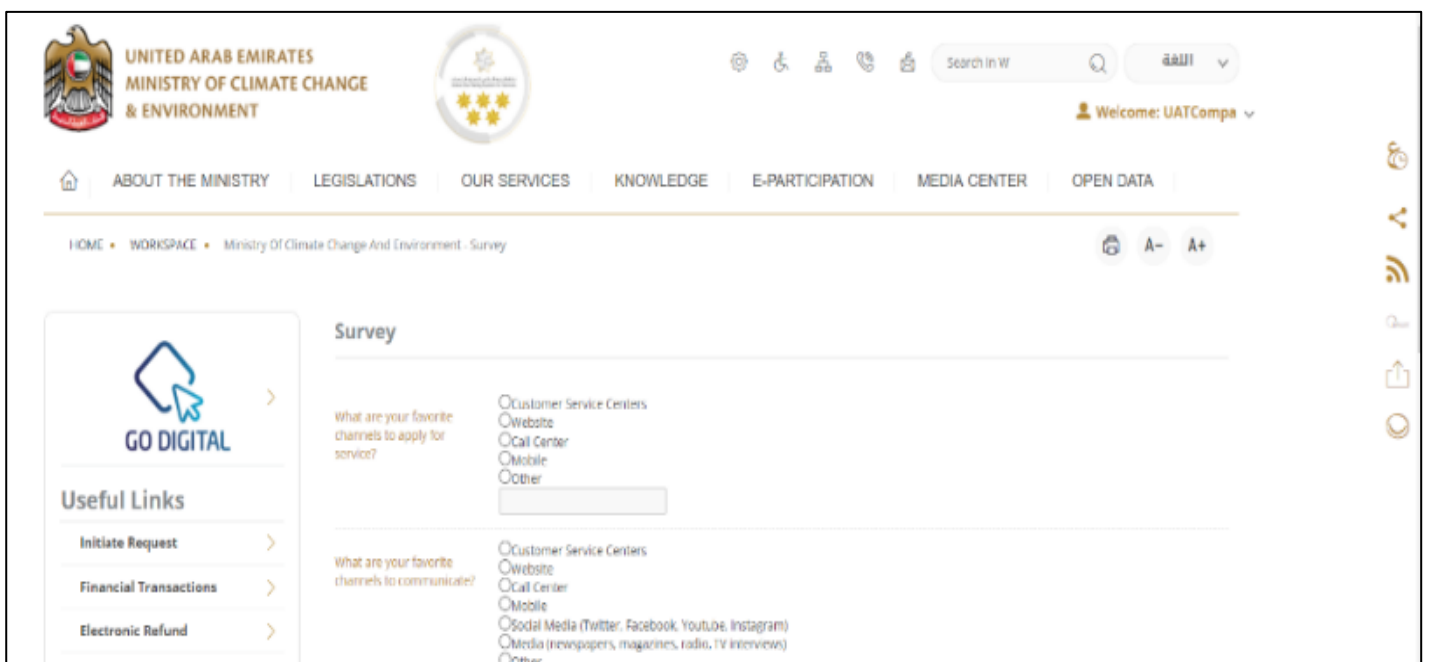 UNITED ARAB EMIRATES
MINISTRY OF CLIMATE CHANGE
& ENVIRONMENT
Search in W
اللغة
Welcome: UATCompa
ABOUT THE MINISTRY
LEGISLATIONS
OUR SERVICES
KNOWLEDGE
E-PARTICIPATION
MEDIA CENTER
OPEN DATA
HOME • WORKSPACE • Ministry Of Climate Change And Environment - Survey
A-
A+
GO DIGITAL
Useful Links
Initiate Request
Financial Transactions
Electronic Refund
Survey
What are your favorite
channels to apply for
service?
Customer Service Centers
Website
Call Center
Mobile
Other
What are your favorite
channels to communicate?
Customer Service Centers
Website
Call Center
Mobile
Social Media (Twitter, Facebook, Youtube, Instagram)
Media (newspapers, magazines, radio, TV interviews)
Other